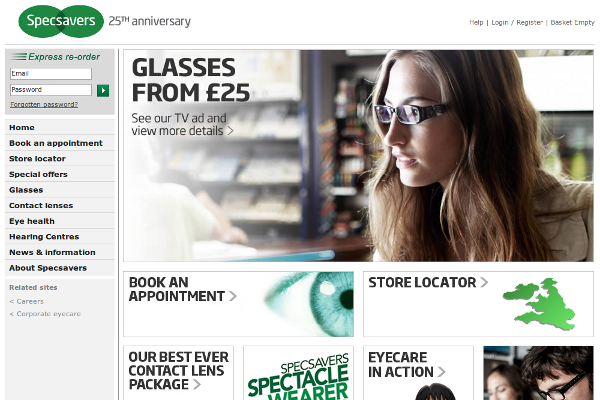 Specsavers 25TH anniversary
Help | Login / Register | Basket Empty
Express re-order
Email
Password
Forgotten password?
Home
Book an appointment
Store locator
Special offers
Glasses
Contact lenses
Eye health
Hearing Centres
News & information
About Specsavers
Related sites
< Careers
< Corporate eyecare
GLASSES
FROM £25
See our TV ad and
view more details >
BOOK AN
APPOINTMENT >
STORE LOCATOR >
OUR BEST EVER
CONTACT LENS
PACKAGE >
SPECSAVERS
SPECTACLE
WEARER
EYECARE
IN ACTION >